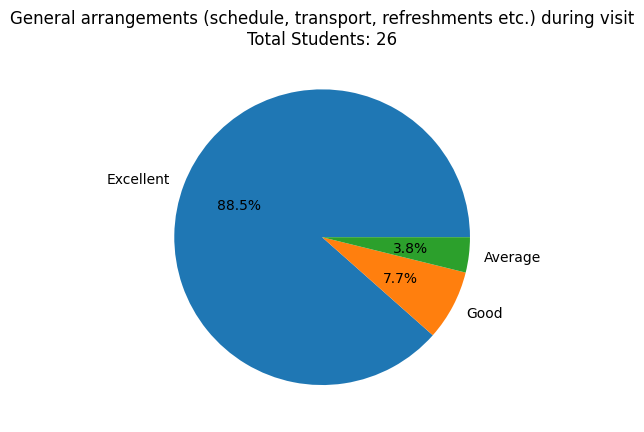 General arrangements (schedule, transport, refreshments etc.) during visit
Total Students: 26
Excellent
88.5%
3.8%
Average
7.7%
Good